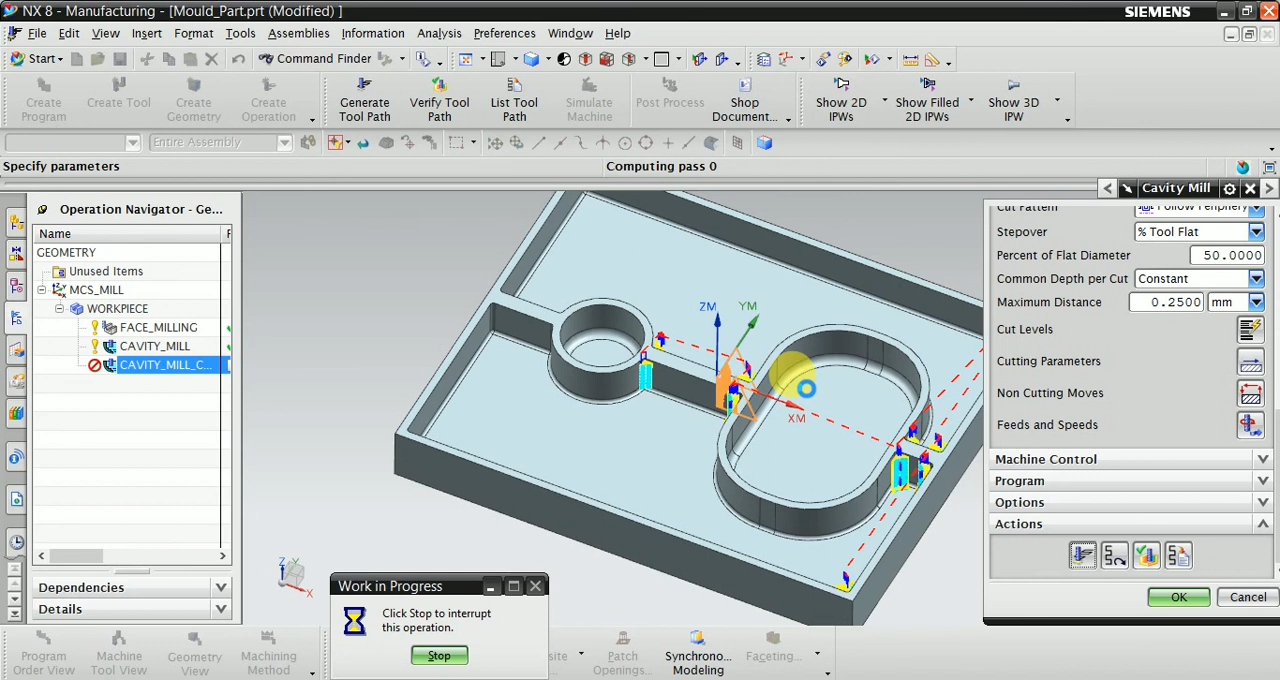 NX 8 - Manufacturing - [Mould_Part.prt (Modified) ]
SIEMENS
File Edit View Insert Format Tools Assemblies Information Analysis Preferences Window Help
Start Command Finder
Create Program
Create Tool
Create Geometry
Create Operation
Generate Tool Path
Verify Tool Path
List Tool Path
Simulate Machine
Post Process
Shop Document...
Show 2D IPWs
Show Filled 2D IPWs
Show 3D IPW
Entire Assembly
Specify parameters
Computing pass 0
Cavity Mill
Operation Navigator - Ge...
Name
GEOMETRY
Unused Items
MCS_MILL
WORKPIECE
FACE_MILLING
CAVITY_MILL
CAVITY_MILL_C...
Dependencies
Details
ZM
YM
XM
Z
Y
X
Cut Pattern Follow Periphery
Stepover % Tool Flat
Percent of Flat Diameter 50.0000
Common Depth per Cut Constant
Maximum Distance 0.2500 mm
Cut Levels
Cutting Parameters
Non Cutting Moves
Feeds and Speeds
Machine Control
Program
Options
Actions
OK Cancel
Work in Progress
Click Stop to interrupt
this operation.
Stop
Program Order View
Machine Tool View
Geometry View
Machining Method
Patch Openings...
Synchrono... Modeling
Faceting...